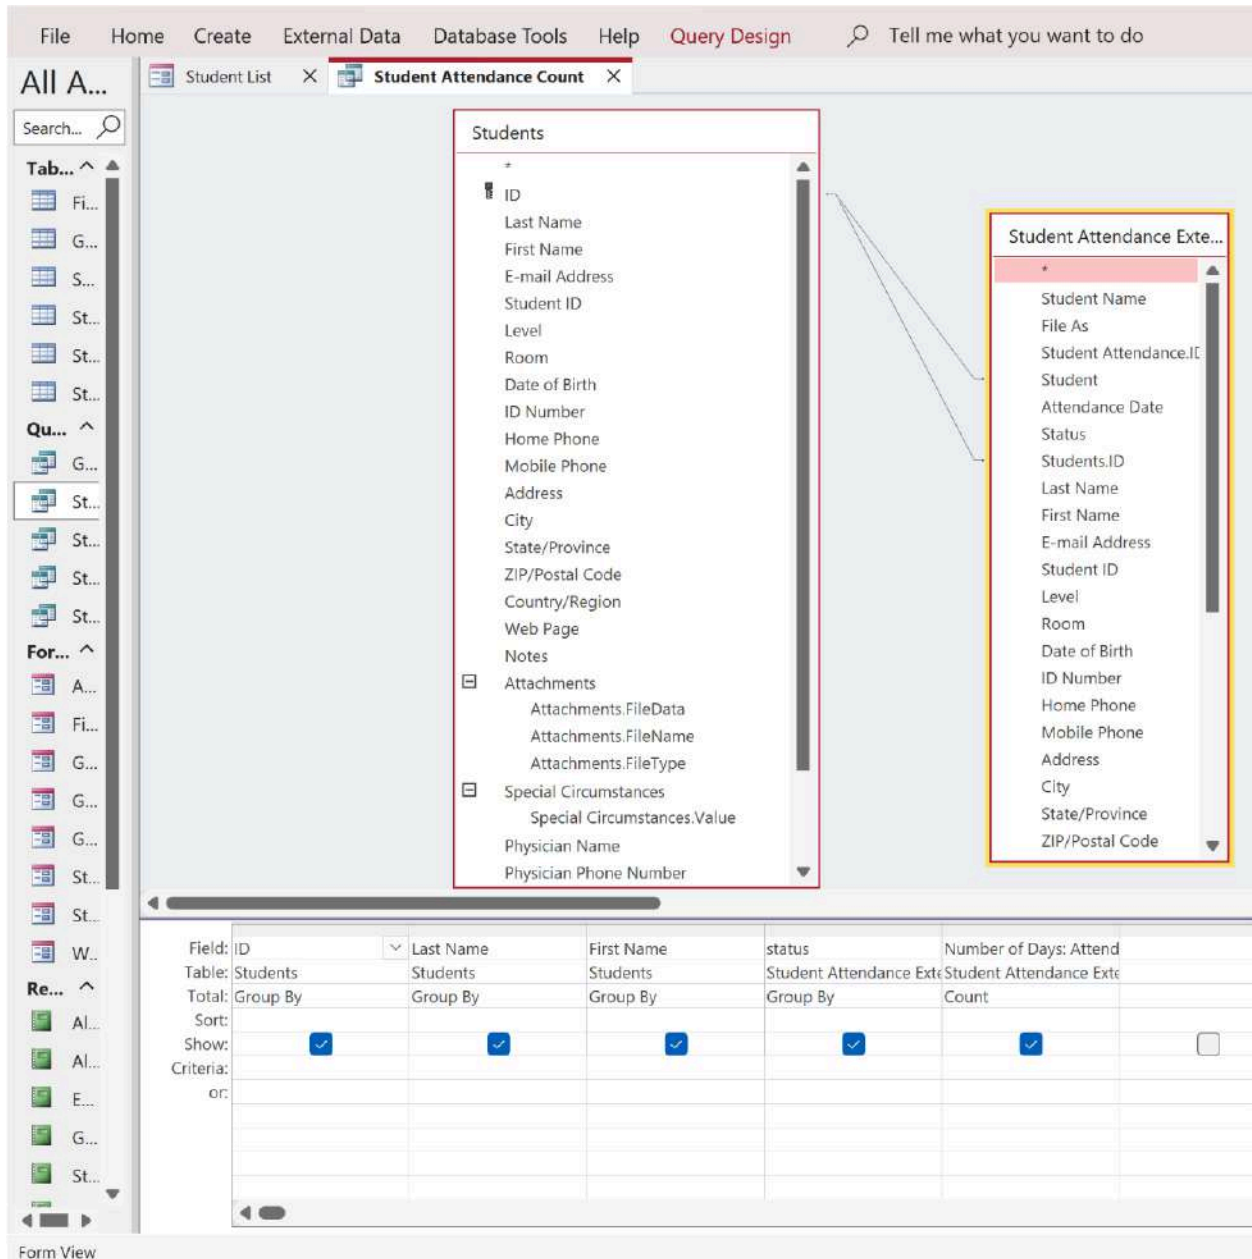 File Home Create External Data Database Tools Help Query Design Tell me what you want to do
All A...
Student List
Student Attendance Count
Search...
Tab...
Fi...
G...
S...
St...
St...
St...
Qu...
G...
St...
St...
St...
St...
For...
A...
Fi...
G...
G...
G...
St...
St...
W..
Re...
Al...
Al...
E...
G...
St...
Students
*
ID
Last Name
First Name
E-mail Address
Student ID
Level
Room
Date of Birth
ID Number
Home Phone
Mobile Phone
Address
City
State/Province
ZIP/Postal Code
Country/Region
Web Page
Notes
Attachments
Attachments.FileData
Attachments.FileName
Attachments.FileType
Special Circumstances
Special Circumstances.Value
Physician Name
Physician Phone Number
Student Attendance Exte...
*
Student Name
File As
Student Attendance.ID
Student
Attendance Date
Status
Students.ID
Last Name
First Name
E-mail Address
Student ID
Level
Room
Date of Birth
ID Number
Home Phone
Mobile Phone
Address
City
State/Province
ZIP/Postal Code
Field: ID Last Name First Name status Number of Days: Attend
Table: Students Students Students Student Attendance Exte Student Attendance Exte
Total: Group By Group By Group By Group By Count
Sort:
Show:
Criteria:
or:
Form View